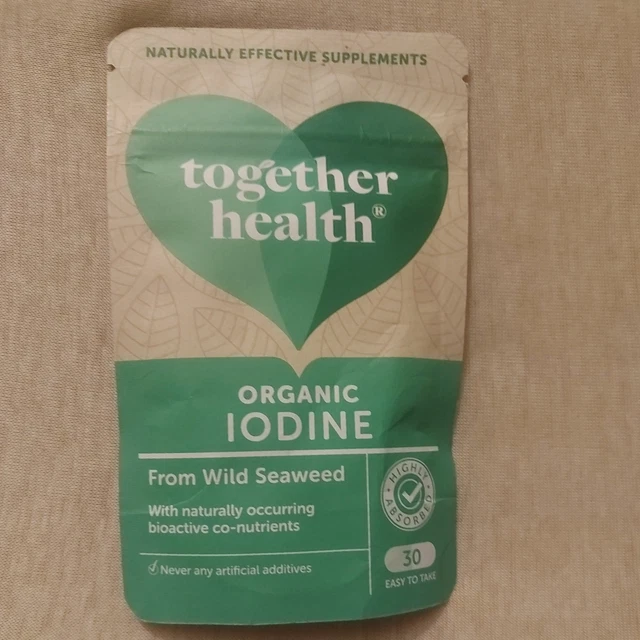 NATURALLY EFFECTIVE SUPPLEMENTS
together
health®
ORGANIC
IODINE
From Wild Seaweed
With naturally occurring
bioactive co-nutrients
Never any artificial additives
HIGHLY
ABSORBED
30
EASY TO TAKE